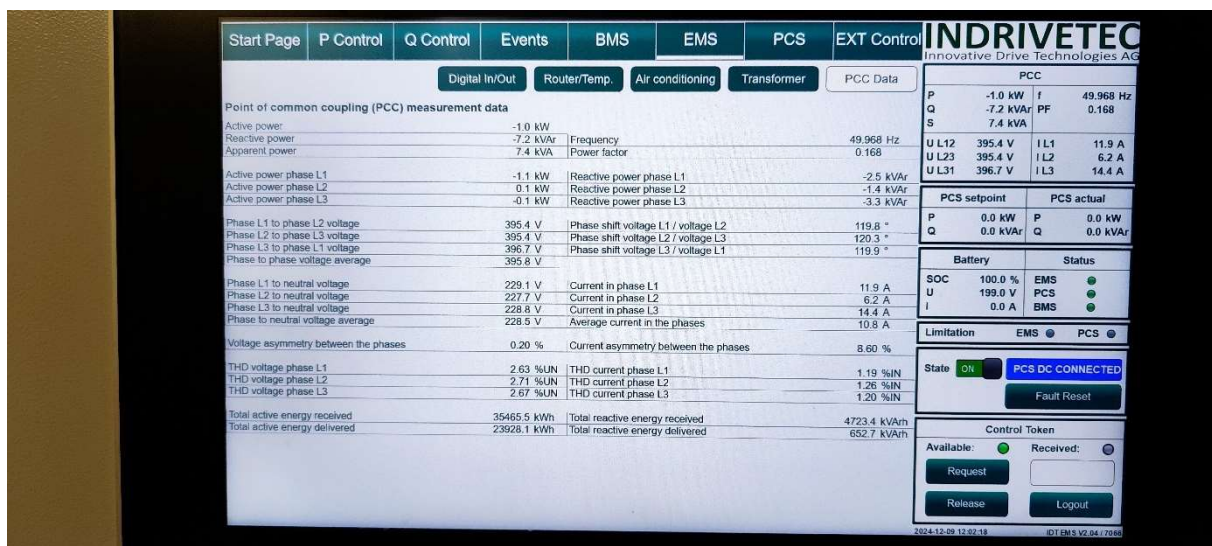 Start Page P Control Q Control Events BMS EMS PCS EXT Control
INDRIVETEC
Innovative Drive Technologies AG
Digital In/Out Router/Temp. Air conditioning Transformer PCC Data
Point of common coupling (PCC) measurement data
Active power -1.0 kW
Reactive power -7.2 kVAr Frequency 49.968 Hz
Apparent power 7.4 kVA Power factor 0.168
Active power phase L1 -1.1 kW Reactive power phase L1 -2.5 kVAr
Active power phase L2 0.1 kW Reactive power phase L2 -1.4 kVAr
Active power phase L3 -0.1 kW Reactive power phase L3 -3.3 kVAr
Phase L1 to phase L2 voltage 395.4 V Phase shift voltage L1 / voltage L2 119.8 °
Phase L2 to phase L3 voltage 395.4 V Phase shift voltage L2 / voltage L3 120.3 °
Phase L3 to phase L1 voltage 396.7 V Phase shift voltage L3 / voltage L1 119.9 °
Phase to phase voltage average 395.8 V
Phase L1 to neutral voltage 229.1 V Current in phase L1 11.9 A
Phase L2 to neutral voltage 227.7 V Current in phase L2 6.2 A
Phase L3 to neutral voltage 228.8 V Current in phase L3 14.4 A
Phase to neutral voltage average 228.5 V Average current in the phases 10.8 A
Voltage asymmetry between the phases 0.20 % Current asymmetry between the phases 8.60 %
THD voltage phase L1 2.63 %UN THD current phase L1 1.19 %IN
THD voltage phase L2 2.71 %UN THD current phase L2 1.26 %IN
THD voltage phase L3 2.67 %UN THD current phase L3 1.20 %IN
Total active energy received 35465.5 kWh Total reactive energy received 4723.4 kVArh
Total active energy delivered 23928.1 kWh Total reactive energy delivered 652.7 kVArh
PCC
P -1.0 kW f 49.968 Hz
Q -7.2 kVAr PF 0.168
S 7.4 kVA
U L12 395.4 V I L1 11.9 A
U L23 395.4 V I L2 6.2 A
U L31 396.7 V I L3 14.4 A
PCS setpoint PCS actual
P 0.0 kW P 0.0 kW
Q 0.0 kVAr Q 0.0 kVAr
Battery Status
SOC 100.0 % EMS
U 199.0 V PCS
I 0.0 A BMS
Limitation EMS PCS
State ON PCS DC CONNECTED
Fault Reset
Control Token
Available: Received:
Request
Release Logout
2024-12-09 12:02:18 IDT EMS V2.04 / 7068